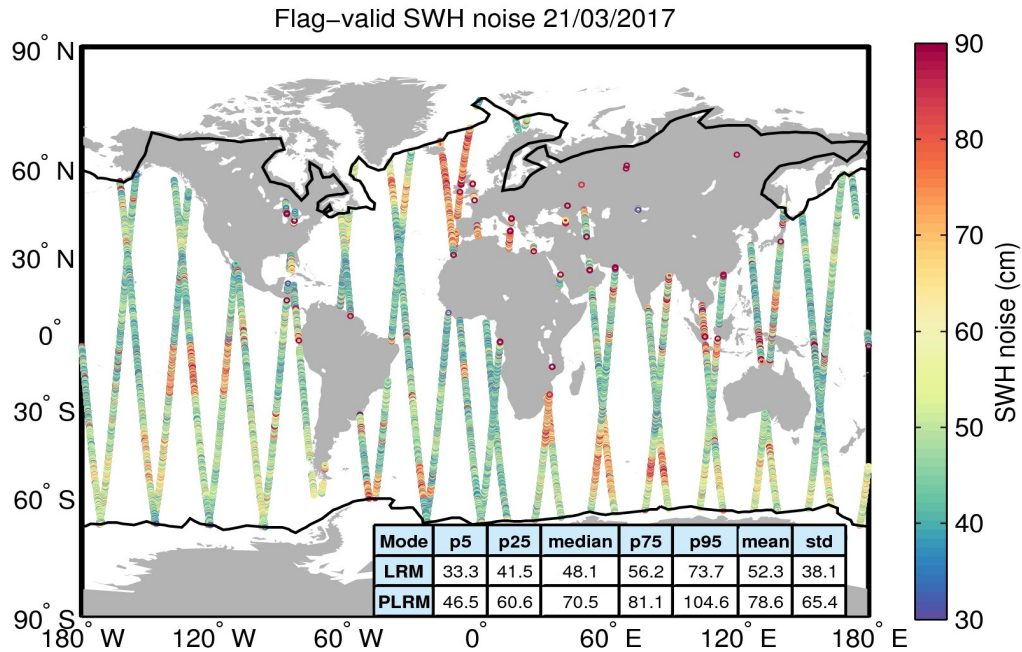 Flag−valid SWH noise 21/03/2017
90° N
60° N
30° N
0°
30° S
60° S
90° S
180° W
120° W
60° W
0°
60° E
120° E
180° E
Mode p5 p25 median p75 p95 mean std
LRM 33.3 41.5 48.1 56.2 73.7 52.3 38.1
PLRM 46.5 60.6 70.5 81.1 104.6 78.6 65.4
90
80
70
60
50
40
30
SWH noise (cm)